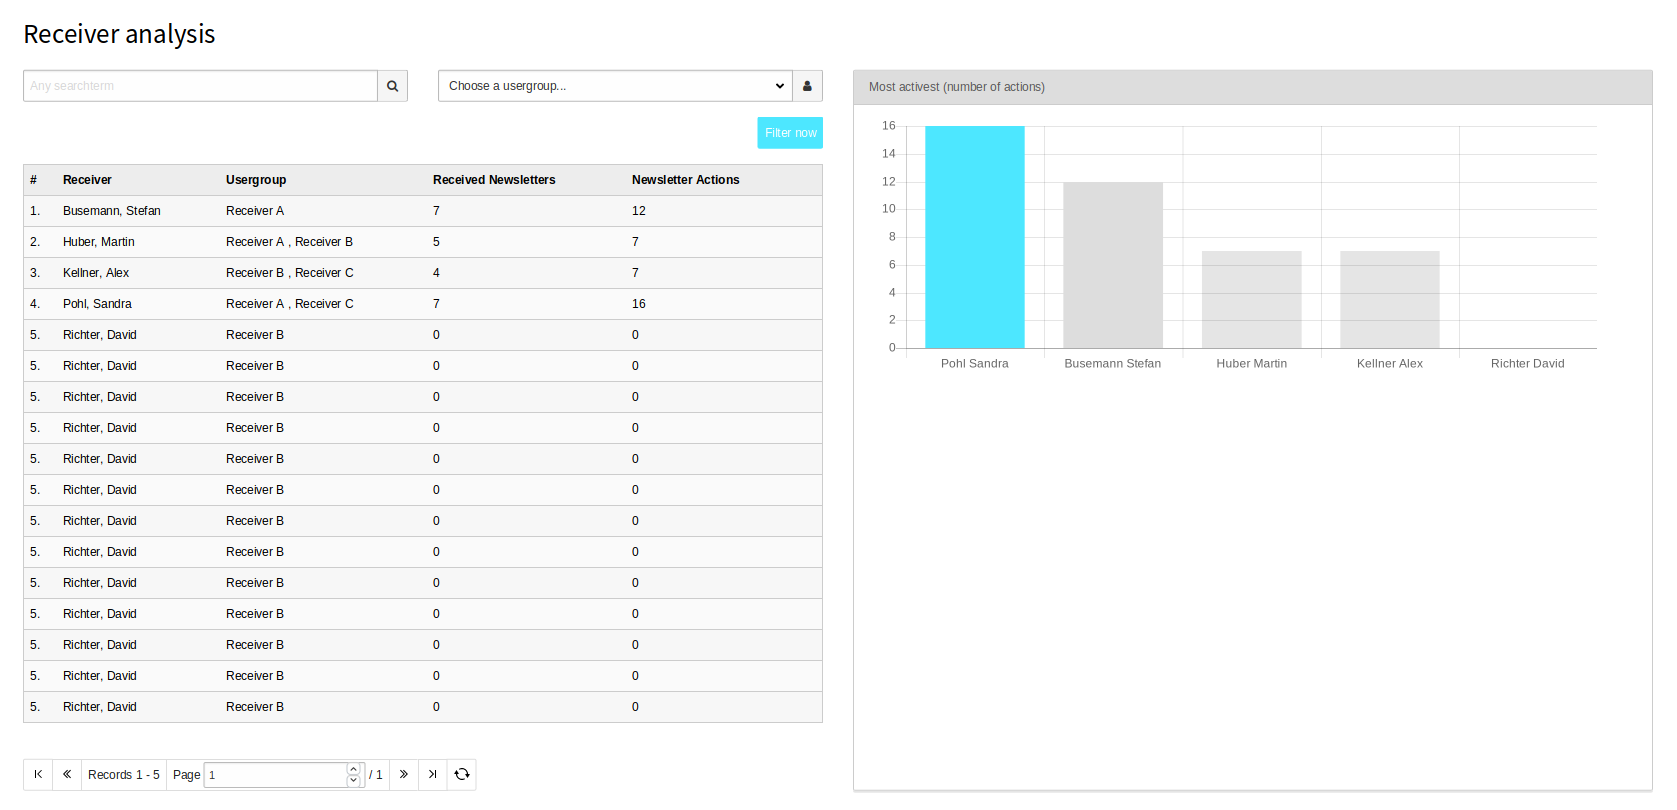 Receiver analysis
Any searchterm
Choose a usergroup...
Filter now
# Receiver Usergroup Received Newsletters Newsletter Actions
1. Busemann, Stefan Receiver A 7 12
2. Huber, Martin Receiver A , Receiver B 5 7
3. Kellner, Alex Receiver B , Receiver C 4 7
4. Pohl, Sandra Receiver A , Receiver C 7 16
5. Richter, David Receiver B 0 0
5. Richter, David Receiver B 0 0
5. Richter, David Receiver B 0 0
5. Richter, David Receiver B 0 0
5. Richter, David Receiver B 0 0
5. Richter, David Receiver B 0 0
5. Richter, David Receiver B 0 0
5. Richter, David Receiver B 0 0
5. Richter, David Receiver B 0 0
5. Richter, David Receiver B 0 0
5. Richter, David Receiver B 0 0
5. Richter, David Receiver B 0 0
5. Richter, David Receiver B 0 0
Records 1 - 5 Page 1 / 1
Most activest (number of actions)
16
14
12
10
8
6
4
2
0
Pohl Sandra Busemann Stefan Huber Martin Kellner Alex Richter David